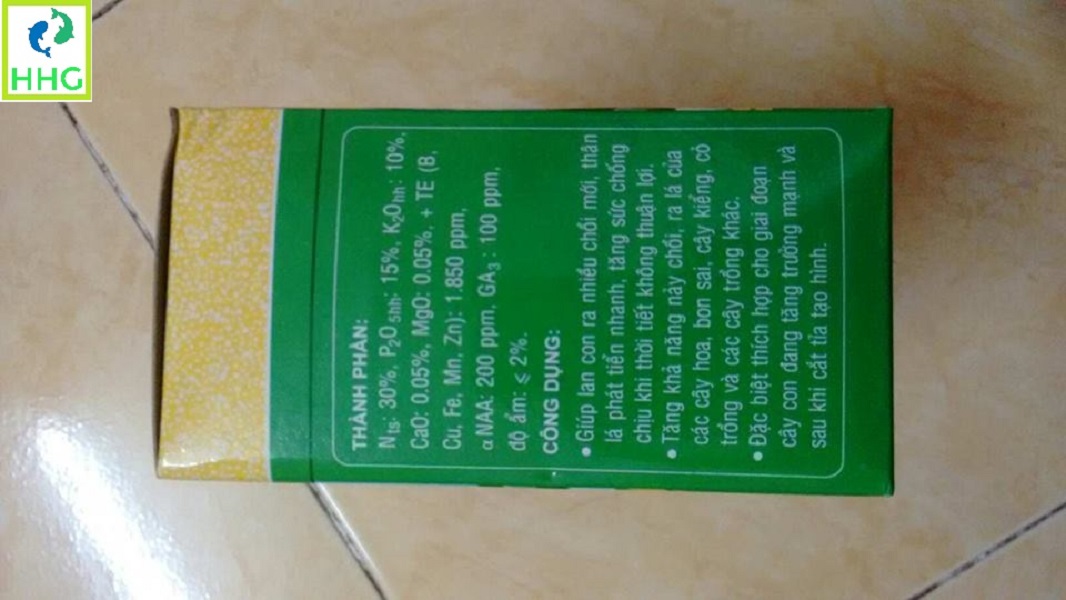 HHG
THÀNH PHẦN:
Nts: 30%, P2O5hh: 15%, K2Ohh: 10%,
CaO: 0.05%, MgO: 0.05%, + TE (B,
Cu, Fe, Mn, Zn): 1.850 ppm,
α NAA: 200 ppm, GA3 : 100 ppm,
độ ẩm: ⩽ 2%.
CÔNG DỤNG:
• Giúp lan con ra nhiều chồi mới, thân
lá phát tiển nhanh, tăng sức chống
chịu khi thời tiết không thuận lợi.
• Tăng khả năng nảy chồi, ra lá của
các cây hoa, bon sai, cây kiểng, cỏ
trồng và các cây trồng khác.
• Đặc biệt thích hợp cho giai đoạn
cây con đang tăng trưởng mạnh và
sau khi cắt tỉa tạo hình.